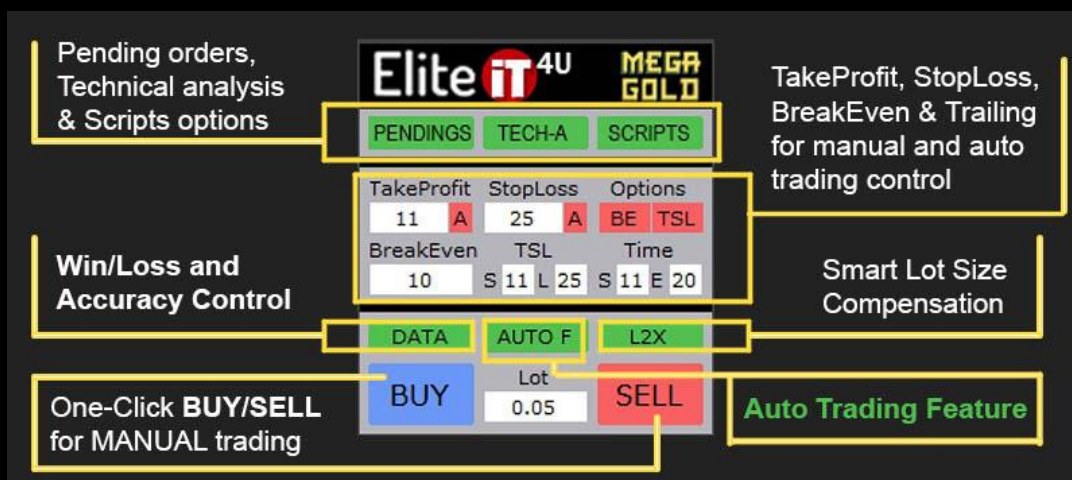 Pending orders,
Technical analysis
& Scripts options
Elite iT 4U
MEGA
GOLD
PENDINGS TECH-A SCRIPTS
TakeProfit StopLoss Options
11 A 25 A BE TSL
BreakEven TSL Time
10 S 11 L 25 S 11 E 20
TakeProfit, StopLoss,
BreakEven & Trailing
for manual and auto
trading control
Win/Loss and
Accuracy Control
Smart Lot Size
Compensation
DATA AUTO F L2X
BUY Lot SELL
0.05
One-Click BUY/SELL
for MANUAL trading
Auto Trading Feature